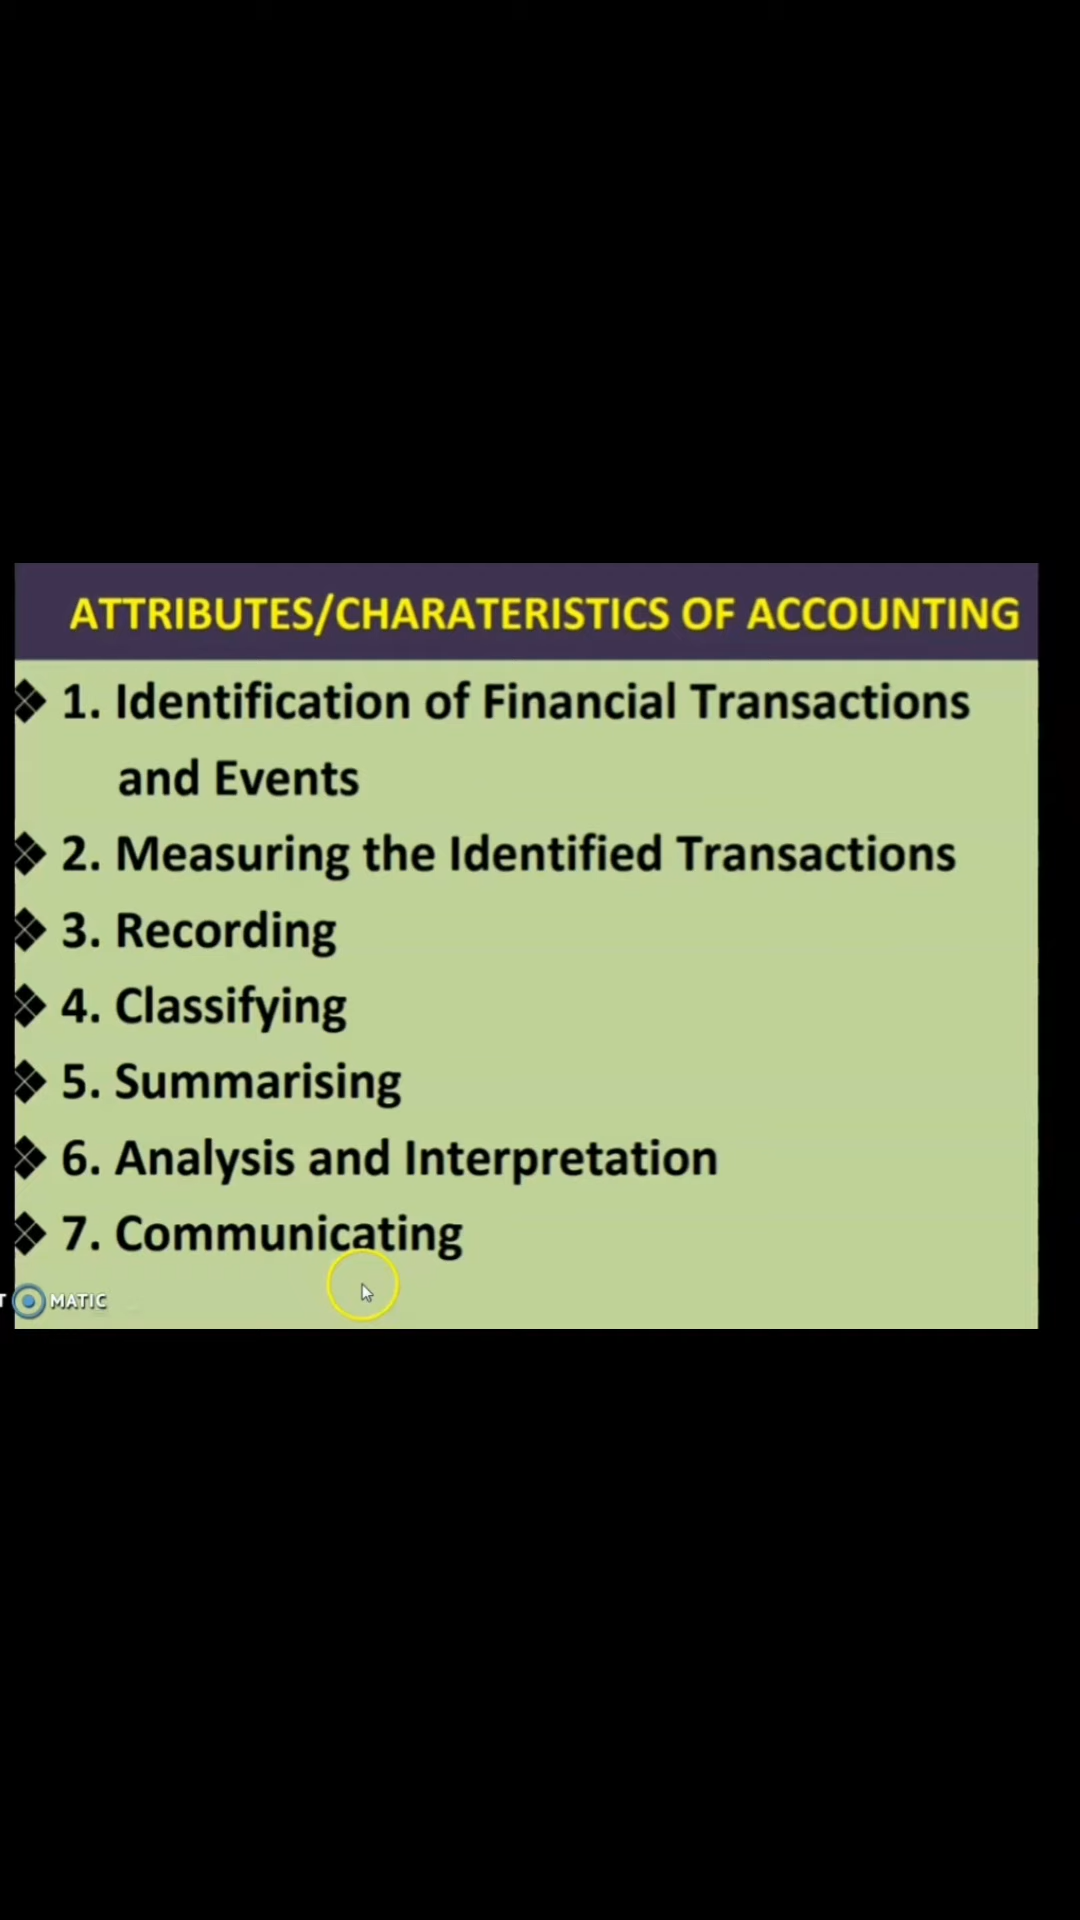 ATTRIBUTES/CHARATERISTICS OF ACCOUNTING
❖ 1. Identification of Financial Transactions
and Events
❖ 2. Measuring the Identified Transactions
❖ 3. Recording
❖ 4. Classifying
❖ 5. Summarising
❖ 6. Analysis and Interpretation
❖ 7. Communicating
T MATIC